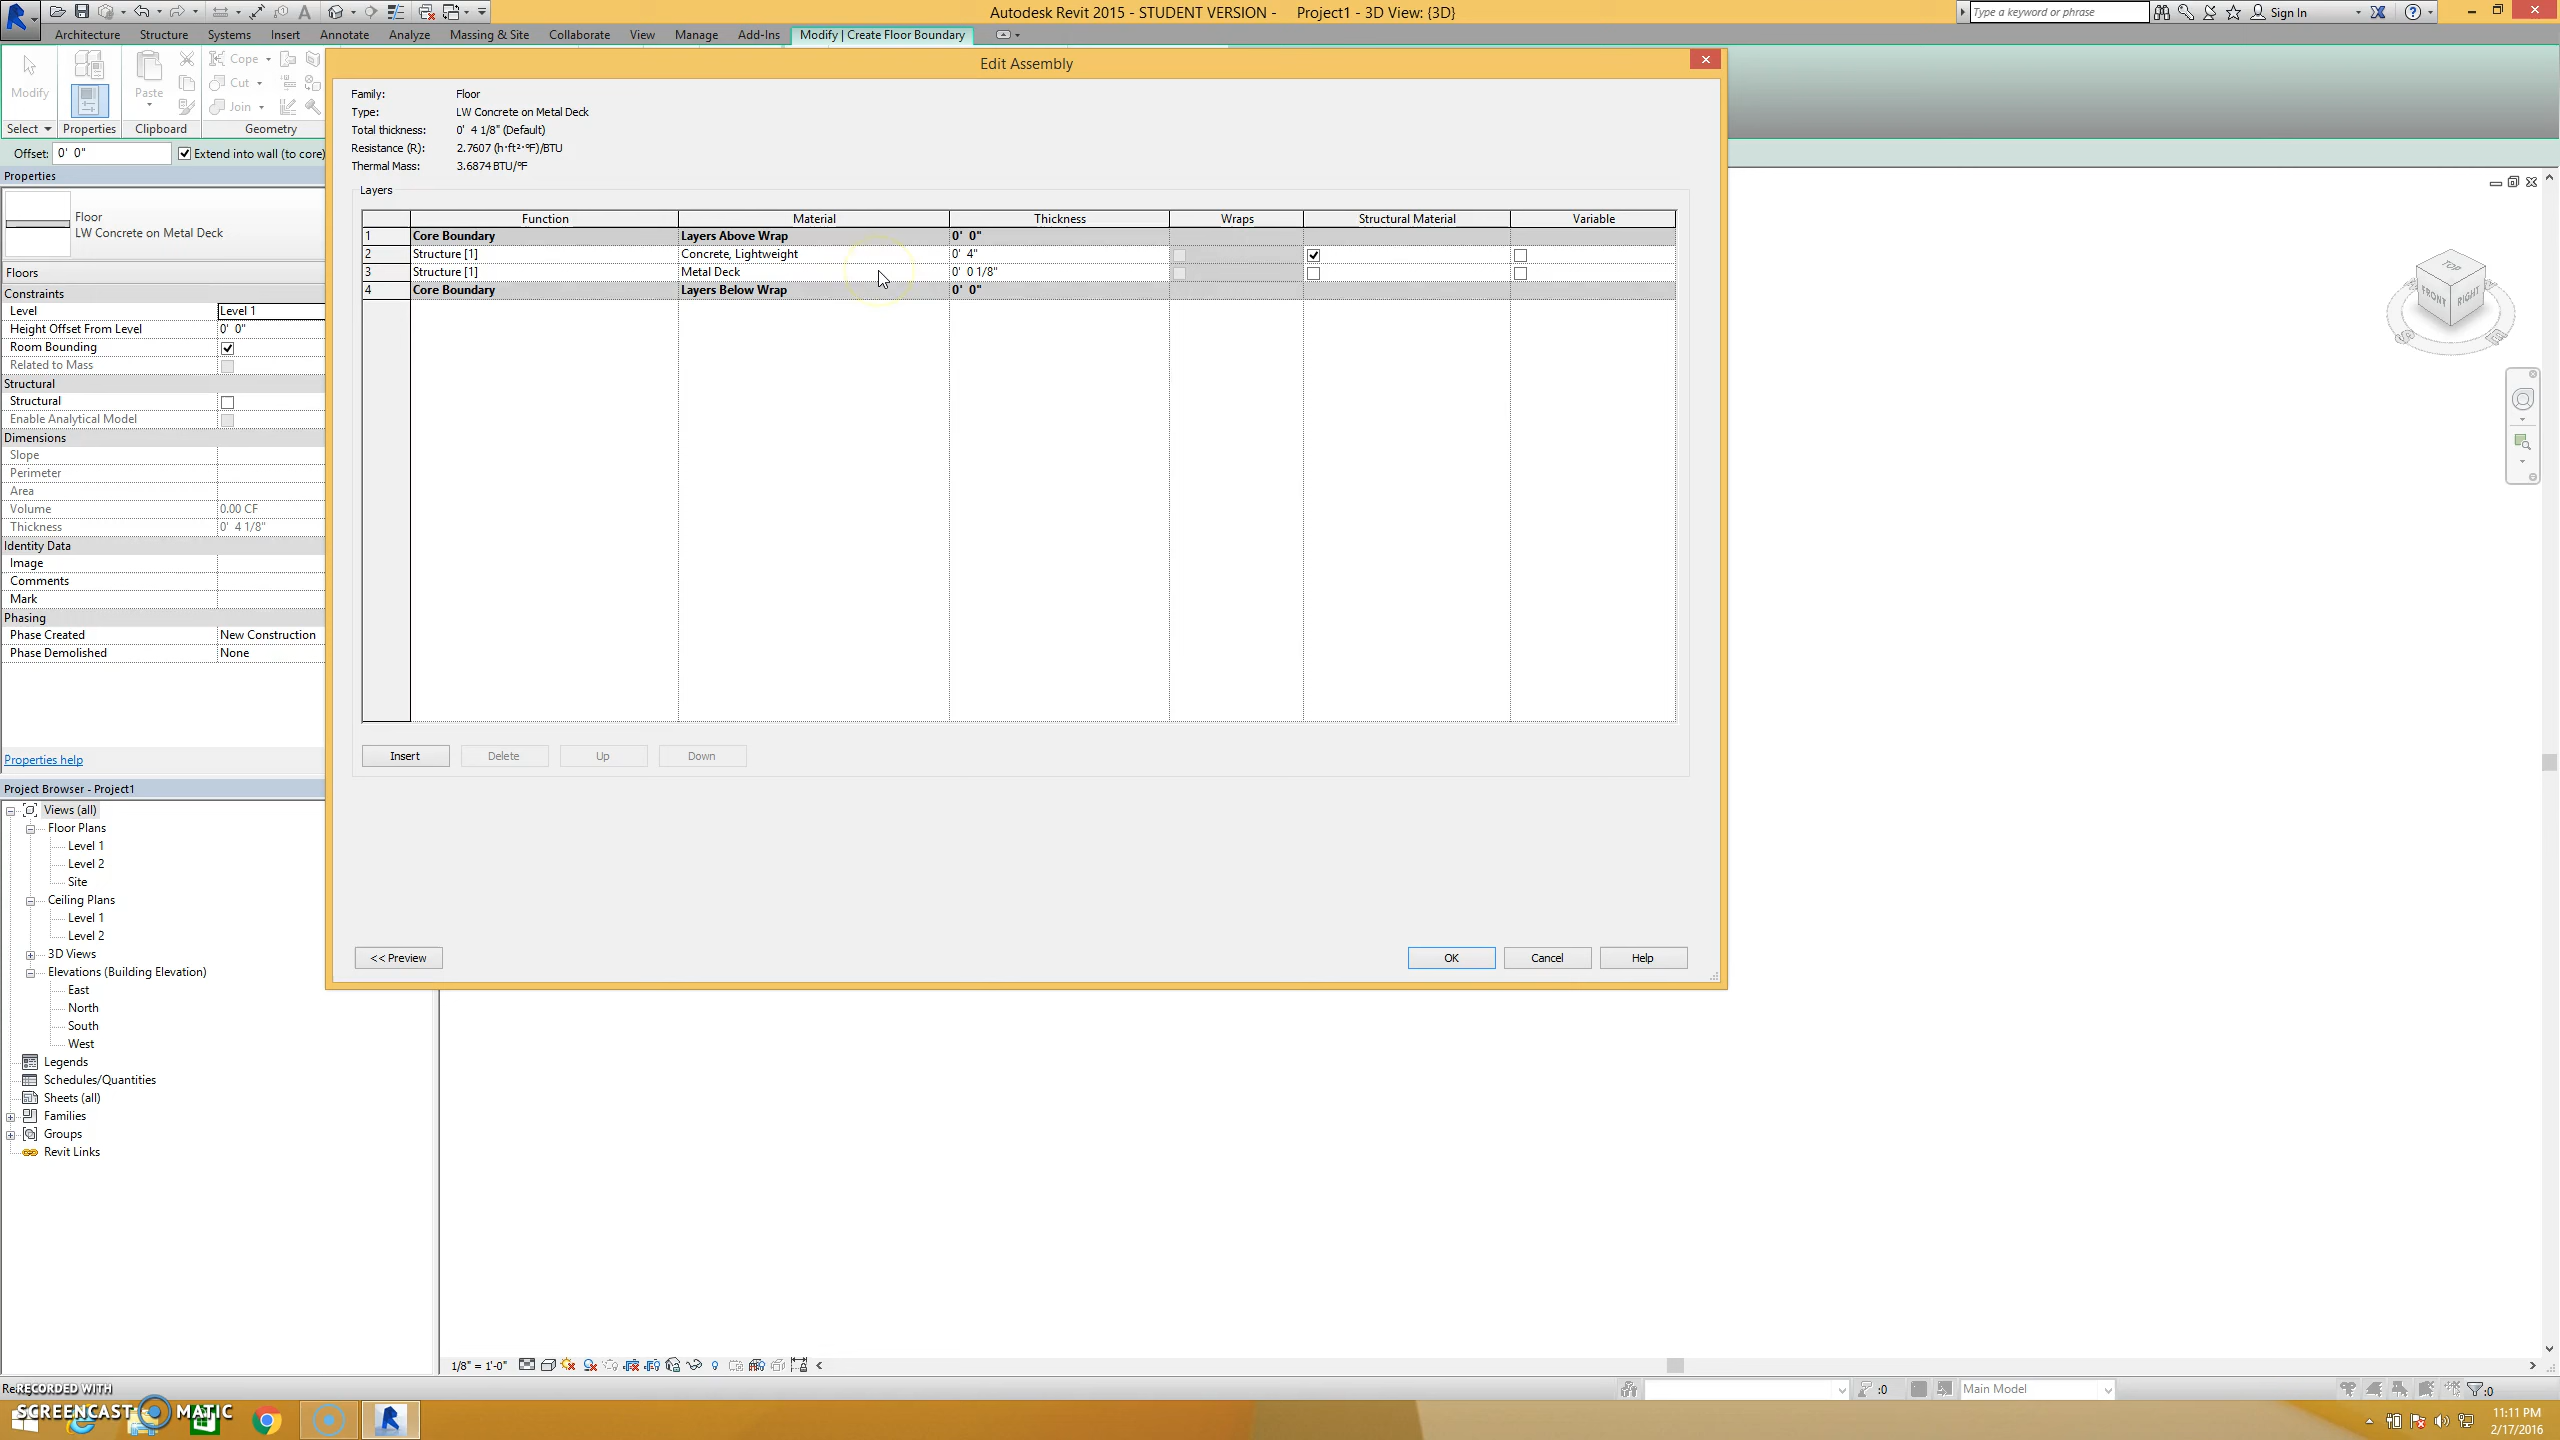 Autodesk Revit 2015 - STUDENT VERSION - Project1 - 3D View: {3D}
Type a keyword or phrase
Sign In
Architecture Structure Systems Insert Annotate Analyze Massing & Site Collaborate View Manage Add-Ins Modify | Create Floor Boundary
Modify
Paste
Cope
Cut
Join
Select Properties Clipboard Geometry
Offset: 0' 0" Extend into wall (to core)
Properties
Floor
LW Concrete on Metal Deck
Floors
Constraints
Level Level 1
Height Offset From Level 0' 0"
Room Bounding
Related to Mass
Structural
Structural
Enable Analytical Model
Dimensions
Slope
Perimeter
Area
Volume 0.00 CF
Thickness 0' 4 1/8"
Identity Data
Image
Comments
Mark
Phasing
Phase Created New Construction
Phase Demolished None
Properties help
Project Browser - Project1
Views (all)
Floor Plans
Level 1
Level 2
Site
Ceiling Plans
Level 1
Level 2
3D Views
Elevations (Building Elevation)
East
North
South
West
Legends
Schedules/Quantities
Sheets (all)
Families
Groups
Revit Links
Edit Assembly
Family: Floor
Type: LW Concrete on Metal Deck
Total thickness: 0' 4 1/8" (Default)
Resistance (R): 2.7607 (h·ft²·°F)/BTU
Thermal Mass: 3.6874 BTU/°F
Layers
Function Material Thickness Wraps Structural Material Variable
1 Core Boundary Layers Above Wrap 0' 0"
2 Structure [1] Concrete, Lightweight 0' 4"
3 Structure [1] Metal Deck 0' 0 1/8"
4 Core Boundary Layers Below Wrap 0' 0"
Insert Delete Up Down
<< Preview OK Cancel Help
TOP
FRONT RIGHT
1/8" = 1'-0"
:0 Main Model :0
RECORDED WITH
SCREENCAST MATIC
11:11 PM
2/17/2016